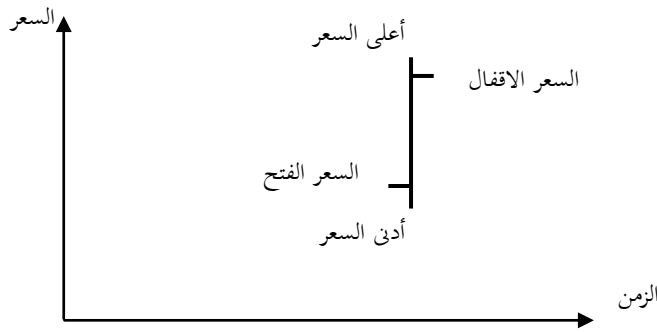 السعر
أعلى السعر
السعر الاقفال
السعر الفتح
أدنى السعر
الزمن